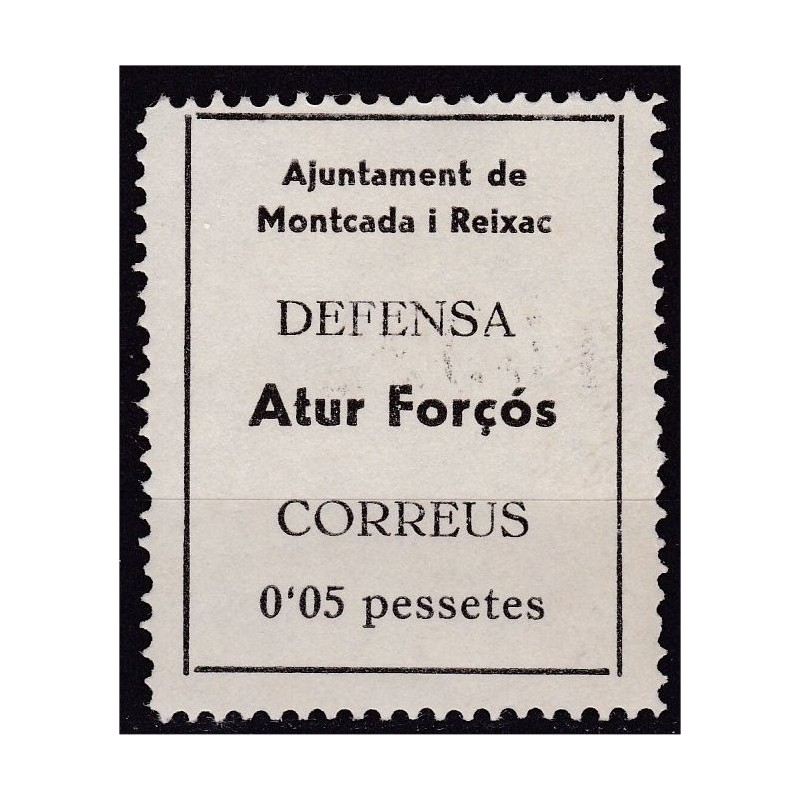 Ajuntament de
Montcada i Reixac
DEFENSA
Atur Forçós
CORREUS
0'05 pessetes